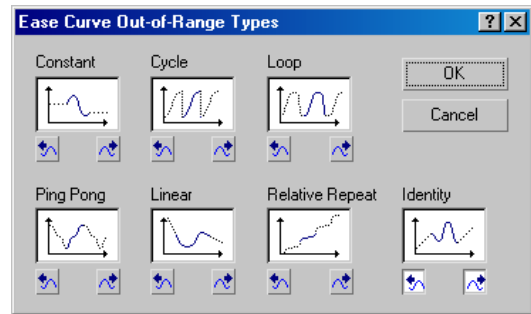 Ease Curve Out-of-Range Types
Constant Cycle Loop
OK
Cancel
Ping Pong Linear Relative Repeat Identity